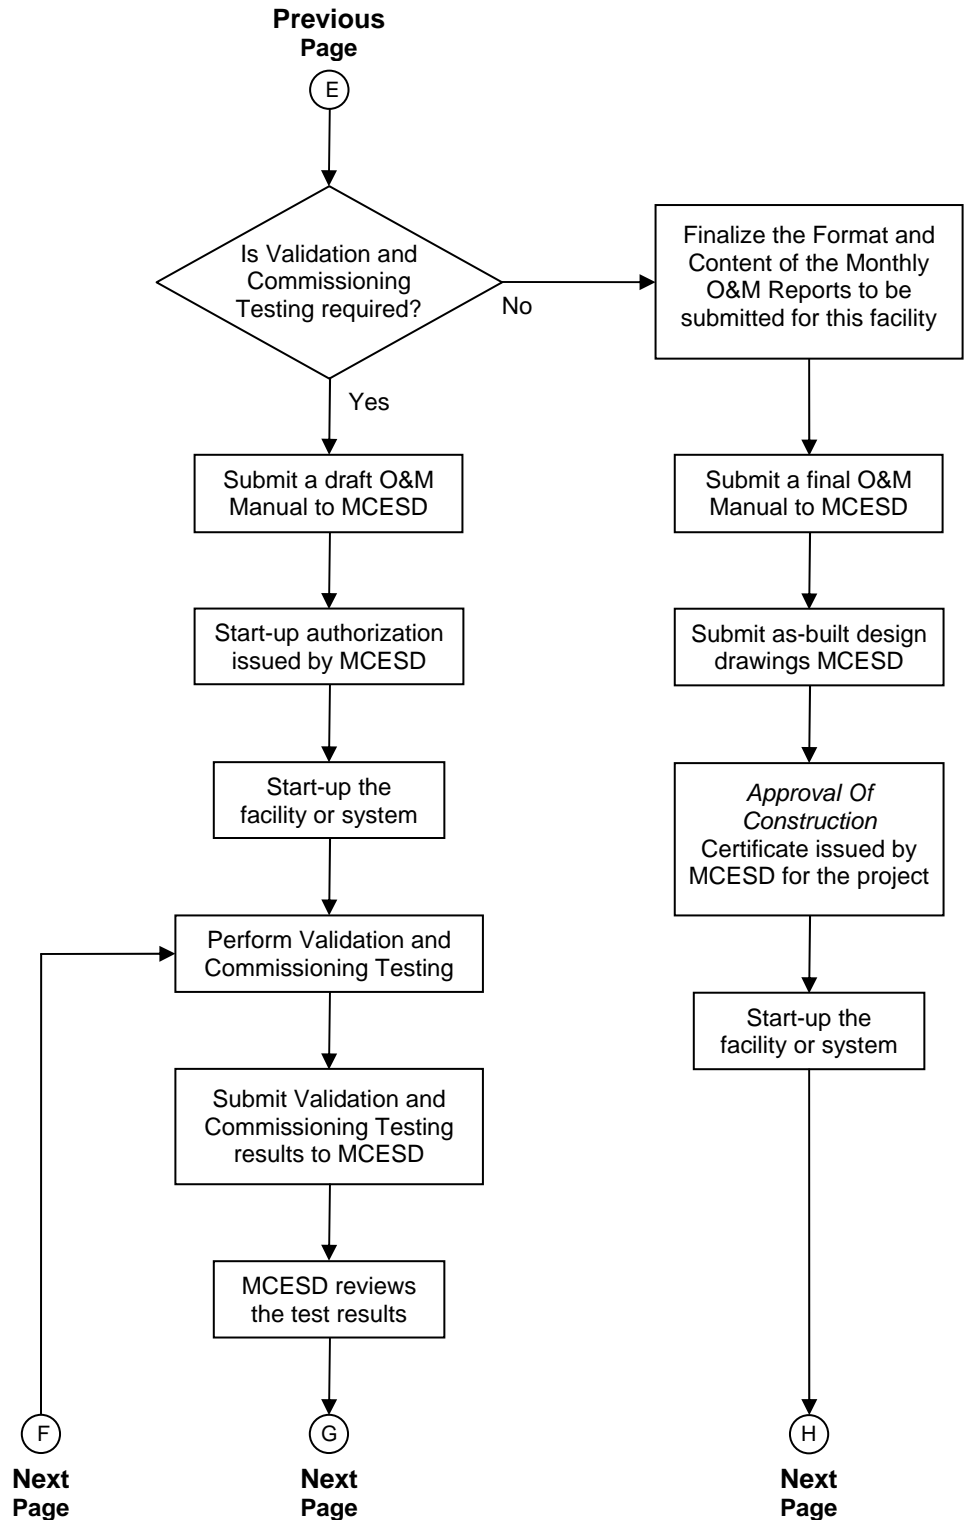 Previous
Page
E
Is Validation and
Commissioning
Testing required?
No
Yes
Finalize the Format and
Content of the Monthly
O&M Reports to be
submitted for this facility
Submit a draft O&M
Manual to MCESD
Submit a final O&M
Manual to MCESD
Start-up authorization
issued by MCESD
Submit as-built design
drawings MCESD
Start-up the
facility or system
Approval Of
Construction
Certificate issued by
MCESD for the project
Perform Validation and
Commissioning Testing
Start-up the
facility or system
Submit Validation and
Commissioning Testing
results to MCESD
MCESD reviews
the test results
F
Next
Page
G
Next
Page
H
Next
Page